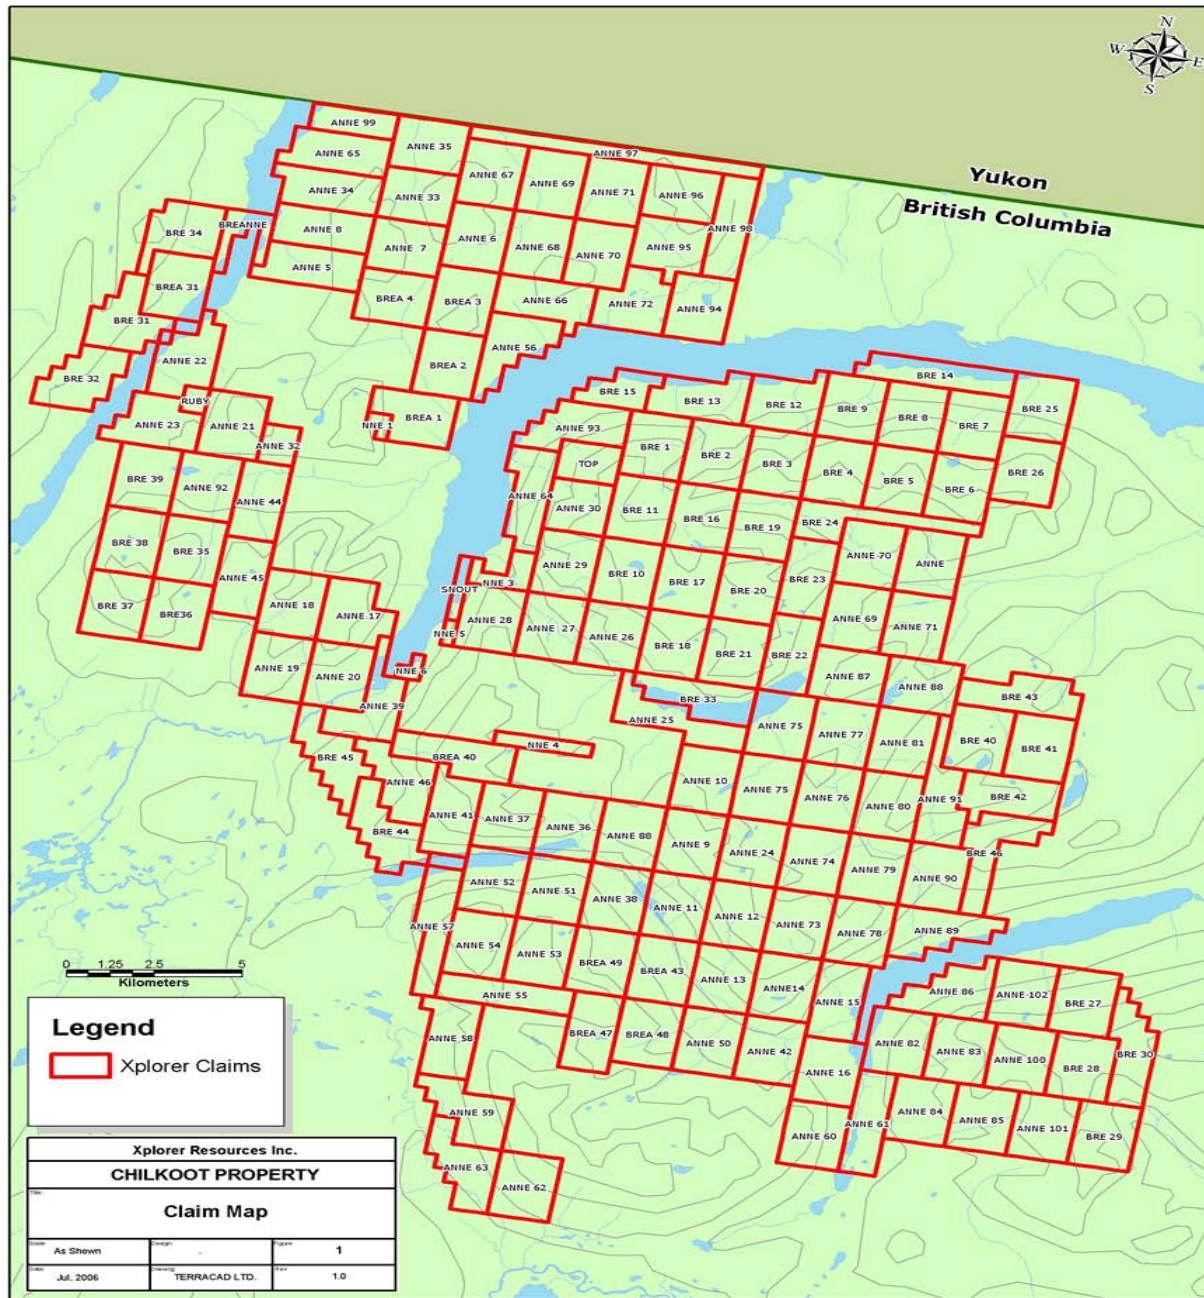 N
W
E
S
Yukon
British Columbia
ANNE 99
ANNE 35
ANNE 65
ANNE 97
ANNE 67
ANNE 69
ANNE 71
ANNE 96
ANNE 34
ANNE 33
BREANNE
ANNE 98
BRE 34
ANNE 8
ANNE 7
ANNE 6
ANNE 68
ANNE 70
ANNE 95
ANNE 5
BREA 31
BREA 4
BREA 3
ANNE 66
ANNE 72
ANNE 94
BRE 31
ANNE 56
ANNE 22
BREA 2
BRE 32
BRE 14
RUBY
BRE 15
BRE 13
BRE 12
BRE 9
BRE 8
BRE 7
BRE 25
ANNE 23
ANNE 21
NNE 1
BREA 1
ANNE 93
ANNE 32
BRE 1
BRE 2
BRE 3
BRE 4
BRE 5
BRE 6
BRE 26
TOP
BRE 39
ANNE 92
ANNE 44
ANNE 64
ANNE 30
BRE 11
BRE 16
BRE 19
BRE 24
BRE 38
BRE 35
ANNE 70
ANNE
ANNE 29
BRE 10
BRE 17
BRE 20
BRE 23
ANNE 45
NNE 3
SNOUT
BRE 37
BRE36
ANNE 18
ANNE 17
NNE 5
ANNE 28
ANNE 27
ANNE 26
BRE 18
BRE 21
BRE 22
ANNE 69
ANNE 71
ANNE 19
ANNE 20
NNE 6
ANNE 87
ANNE 88
BRE 33
BRE 43
ANNE 39
ANNE 25
ANNE 75
ANNE 77
ANNE 81
BRE 40
BRE 41
NNE 4
BRE 45
BREA 40
ANNE 46
ANNE 10
ANNE 75
ANNE 76
ANNE 80
ANNE 91
BRE 42
BRE 44
ANNE 41
ANNE 37
ANNE 36
ANNE 88
ANNE 9
ANNE 24
ANNE 74
ANNE 79
BRE 46
ANNE 90
ANNE 52
ANNE 51
ANNE 38
ANNE 11
ANNE 12
ANNE 73
ANNE 78
ANNE 89
ANNE 57
ANNE 54
ANNE 53
BREA 49
BREA 43
ANNE 13
ANNE14
ANNE 15
ANNE 86
ANNE 102
BRE 27
ANNE 55
ANNE 58
BREA 47
BREA 48
ANNE 50
ANNE 42
ANNE 16
ANNE 82
ANNE 83
ANNE 100
BRE 28
BRE 30
ANNE 59
ANNE 60
ANNE 61
ANNE 84
ANNE 85
ANNE 101
BRE 29
ANNE 63
ANNE 62
0 1.25 2.5 5
Kilometers
Legend
Xplorer Claims
Xplorer Resources Inc.
CHILKOOT PROPERTY
Title:
Claim Map
Scale: As Shown
Design: .
Figure: 1
Date: Jul. 2006
Drawing: TERRACAD LTD.
Rev: 1.0